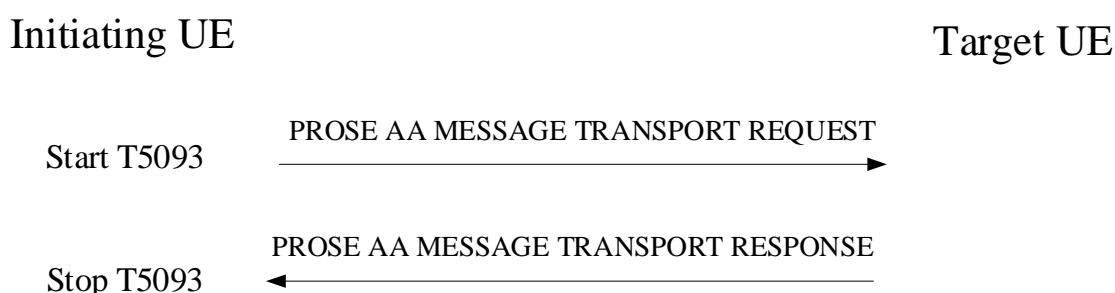 Initiating UE
Target UE
PROSE AA MESSAGE TRANSPORT REQUEST
Start T5093
PROSE AA MESSAGE TRANSPORT RESPONSE
Stop T5093